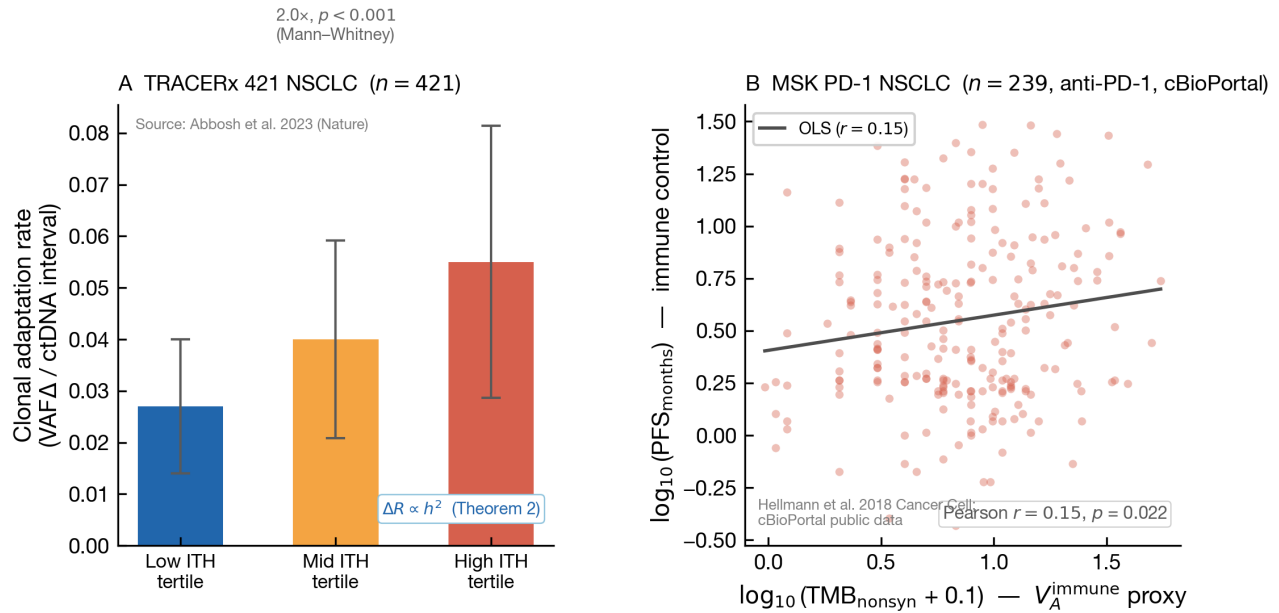 2.0×, p < 0.001
(Mann–Whitney)
A TRACERx 421 NSCLC (n = 421)
Source: Abbosh et al. 2023 (Nature)
Clonal adaptation rate
(VAFΔ / ctDNA interval)
0.08
0.07
0.06
0.05
0.04
0.03
0.02
0.01
0.00
ΔR ∝ h² (Theorem 2)
Low ITH
tertile
Mid ITH
tertile
High ITH
tertile
B MSK PD-1 NSCLC (n = 239, anti-PD-1, cBioPortal)
OLS (r = 0.15)
log₁₀(PFS_months) — immune control
1.50
1.25
1.00
0.75
0.50
0.25
0.00
−0.25
−0.50
Hellmann et al. 2018 Cancer Cell;
cBioPortal public data
Pearson r = 0.15, p = 0.022
0.0
0.5
1.0
1.5
log₁₀(TMB_nonsyn + 0.1) — V_A^immune proxy